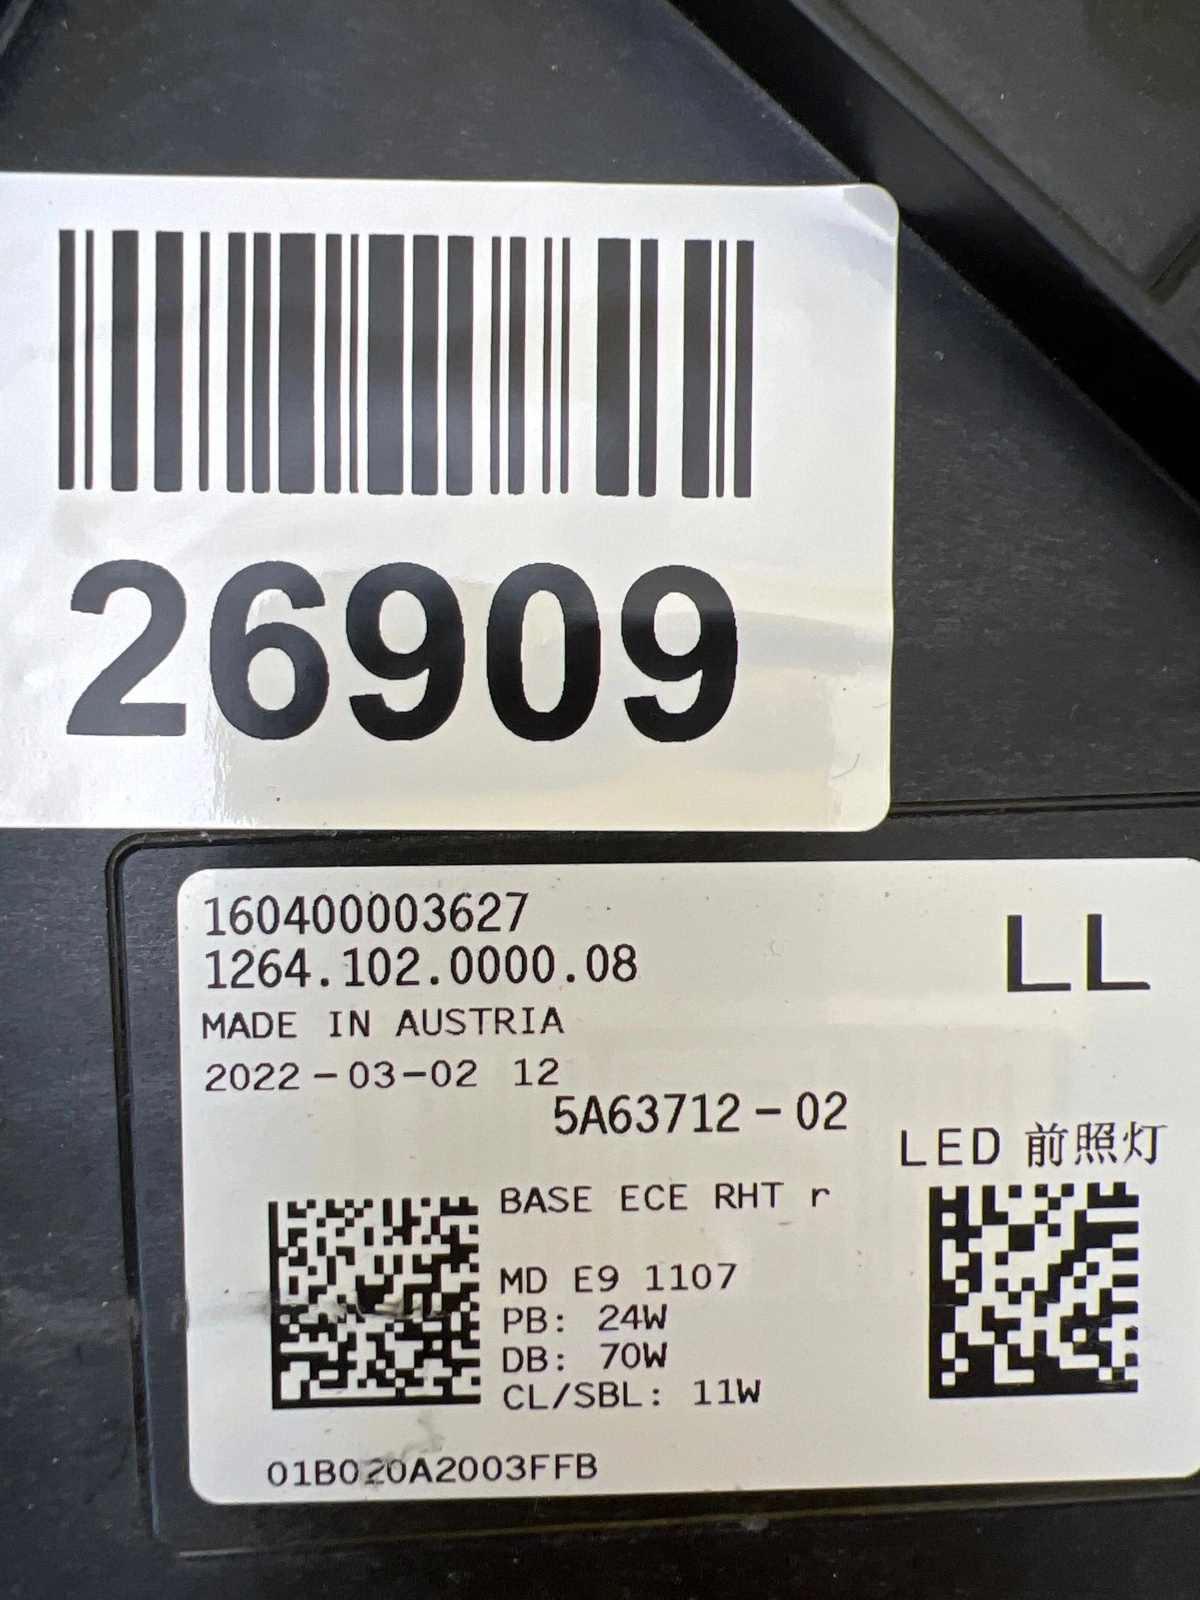 26909
160400003627
1264.102.0000.08
LL
MADE IN AUSTRIA
2022-03-02 12
5A63712-02
LED 前照灯
BASE ECE RHT r
MD E9 1107
PB: 24W
DB: 70W
CL/SBL: 11W
01B020A2003FFB